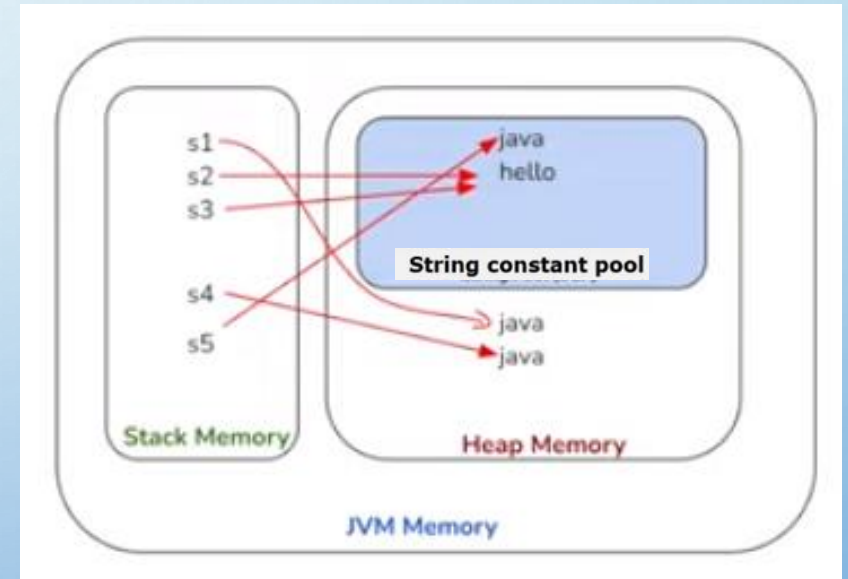 s1
s2
s3
s4
s5
java
hello
String constant pool
java
java
Stack Memory
Heap Memory
JVM Memory